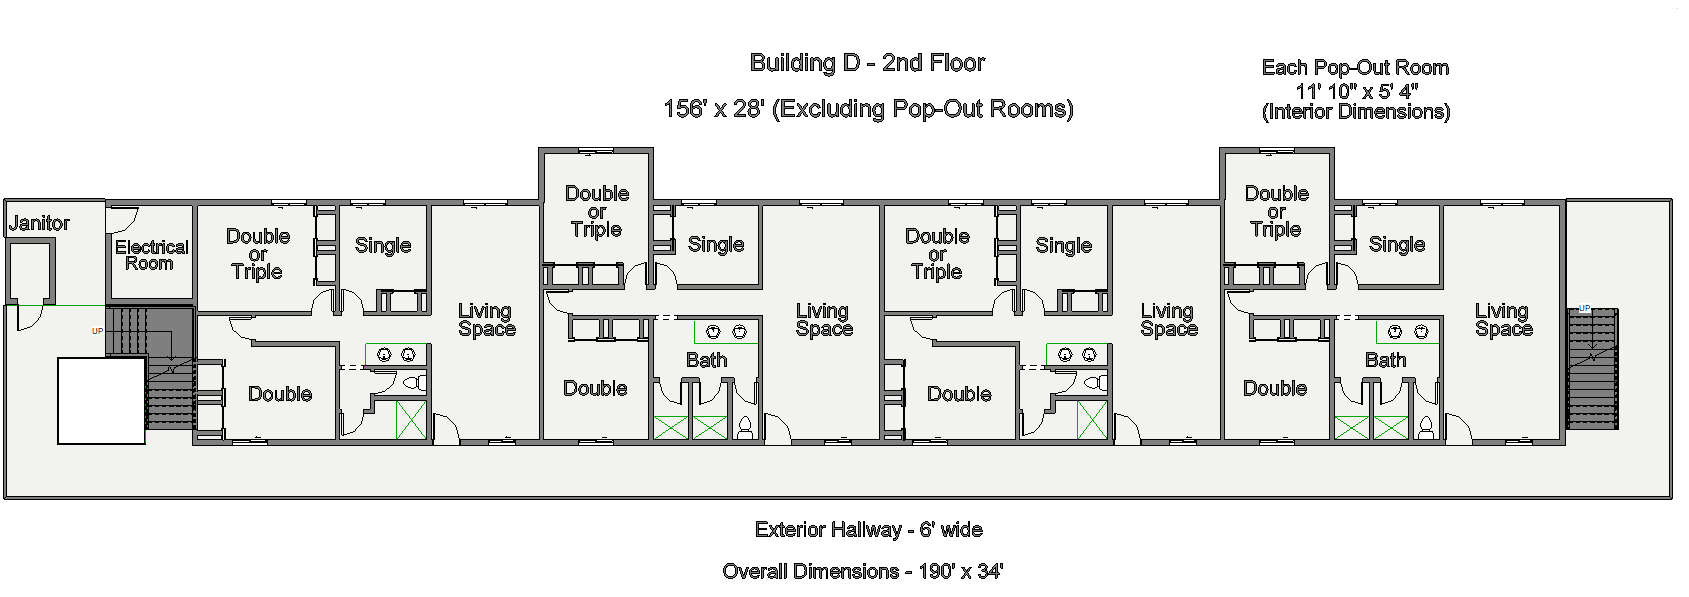 Building D - 2nd Floor
156' x 28' (Excluding Pop-Out Rooms)
Each Pop-Out Room
11' 10" x 5' 4"
(Interior Dimensions)
Janitor
Electrical
Room
UP
Double
or
Triple
Single
Living
Space
Double
Double
or
Triple
Single
Living
Space
Bath
Double
Double
or
Triple
Single
Living
Space
Double
Double
or
Triple
Single
Living
Space
Bath
Double
UP
Exterior Hallway - 6' wide
Overall Dimensions - 190' x 34'